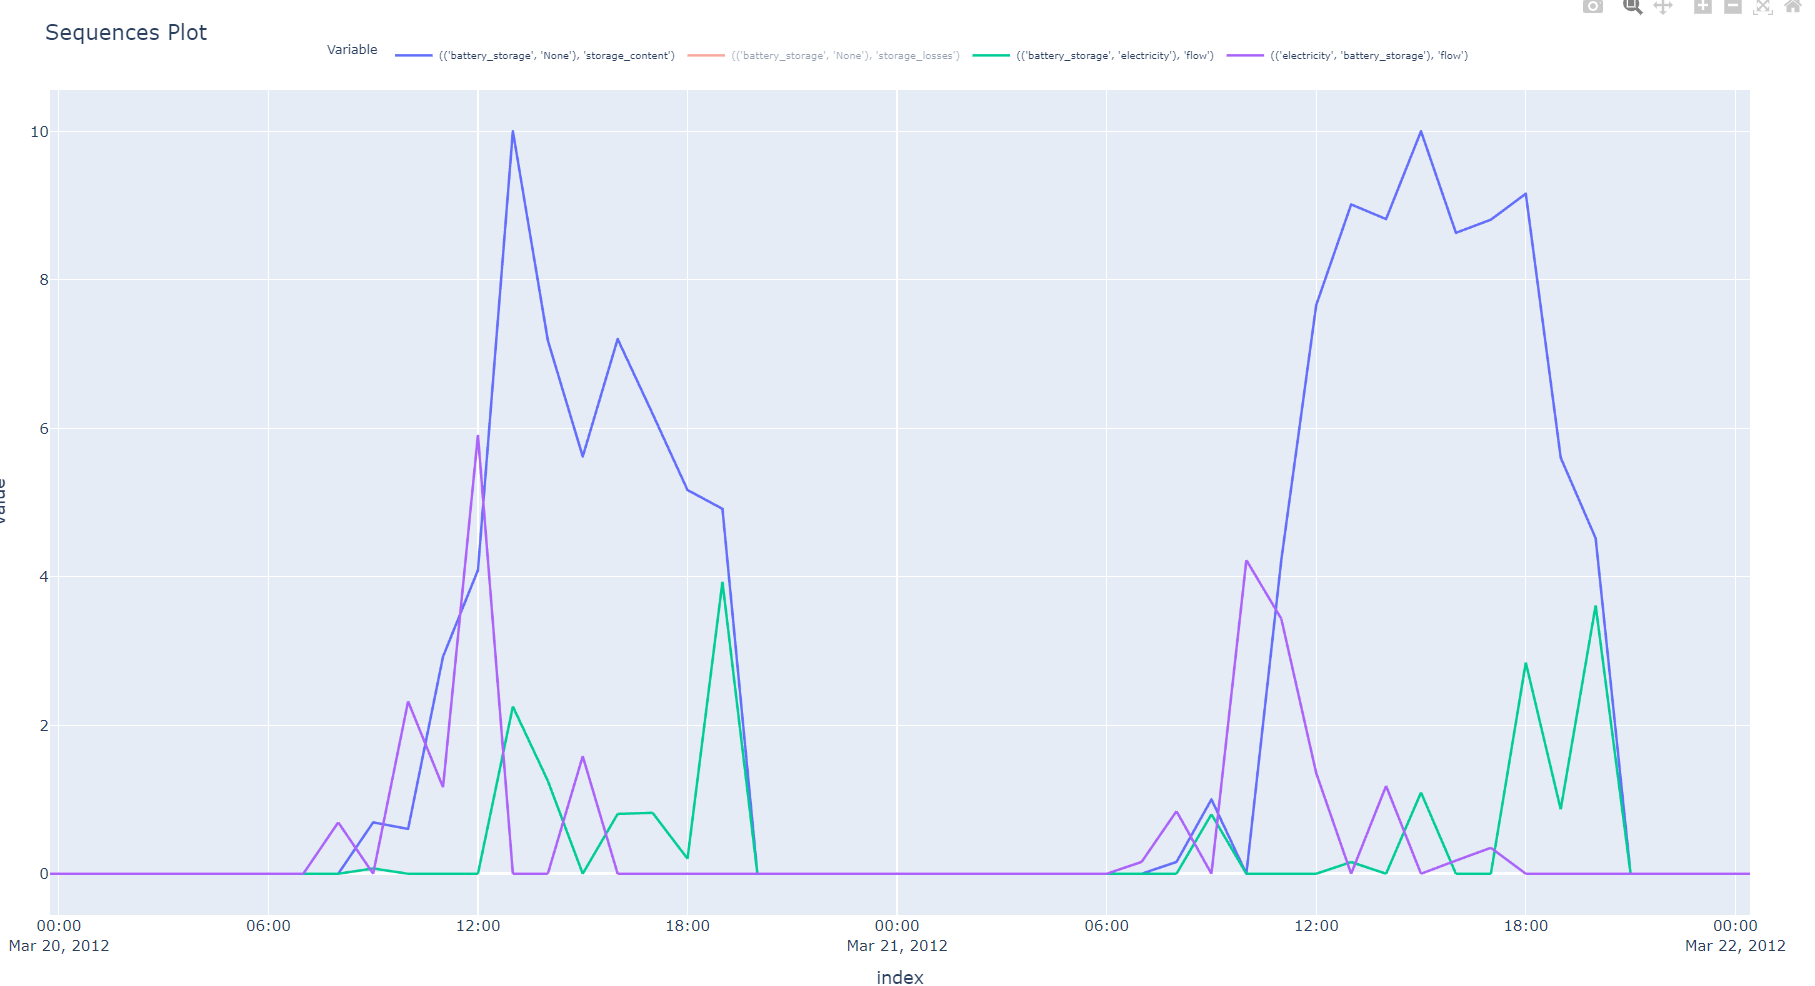 Sequences Plot
Variable
(('battery_storage', 'None'), 'storage_content')
(('battery_storage', 'None'), 'storage_losses')
(('battery_storage', 'electricity'), 'flow')
(('electricity', 'battery_storage'), 'flow')
10
8
6
4
2
0
value
00:00
06:00
12:00
18:00
00:00
06:00
12:00
18:00
00:00
Mar 20, 2012
Mar 21, 2012
Mar 22, 2012
index